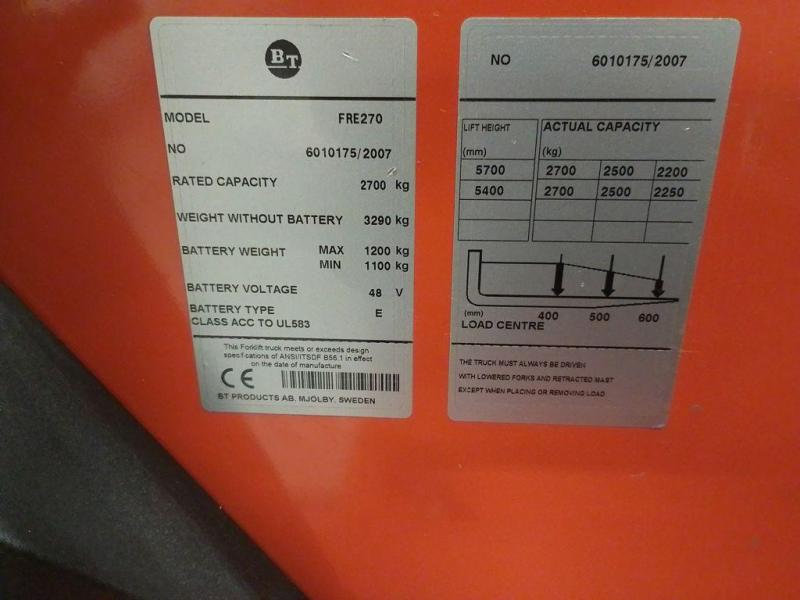 BT
MODEL FRE270
NO 6010175/2007
RATED CAPACITY 2700 kg
WEIGHT WITHOUT BATTERY 3290 kg
BATTERY WEIGHT MAX 1200 kg
MIN 1100 kg
BATTERY VOLTAGE 48 V
BATTERY TYPE E
CLASS ACC TO UL583
This Forklift truck meets or exceeds design
specifications of ANSI/ITSDF B56.1 in effect
on the date of manufacture
CE
BT PRODUCTS AB. MJÖLBY. SWEDEN
NO 6010175/2007
LIFT HEIGHT ACTUAL CAPACITY
(mm) (kg)
5700 2700 2500 2200
5400 2700 2500 2250
(mm) 400 500 600
LOAD CENTRE
THE TRUCK MUST ALWAYS BE DRIVEN
WITH LOWERED FORKS AND RETRACTED MAST
EXCEPT WHEN PLACING OR REMOVING LOAD